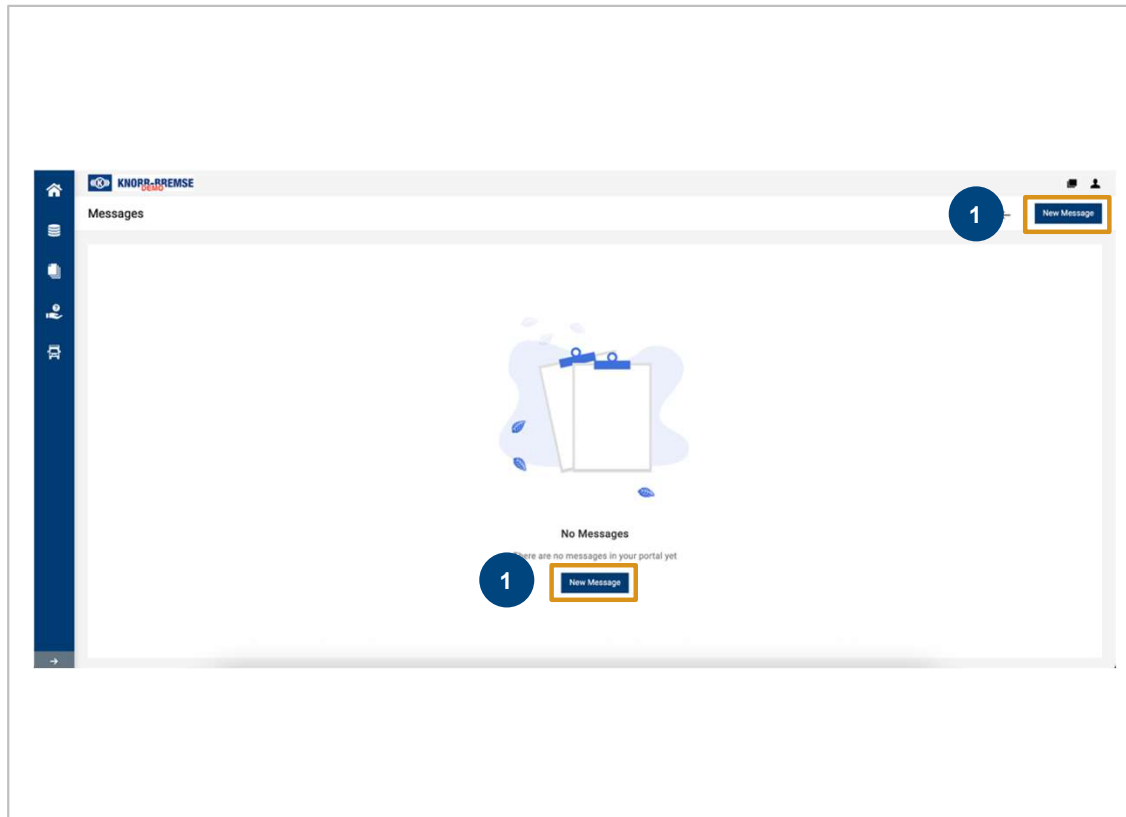 KNORR-BREMSE
DEMO
Messages
1
New Message
No Messages
There are no messages in your portal yet
1
New Message